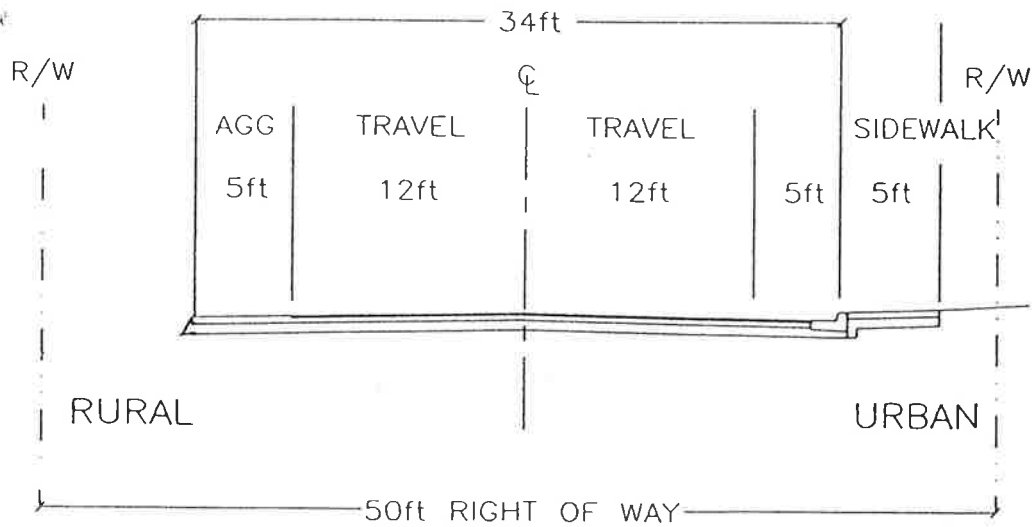 34ft
R/W
℄
R/W
AGG
TRAVEL
TRAVEL
SIDEWALK
5ft
12ft
12ft
5ft
5ft
RURAL
URBAN
50ft RIGHT OF WAY